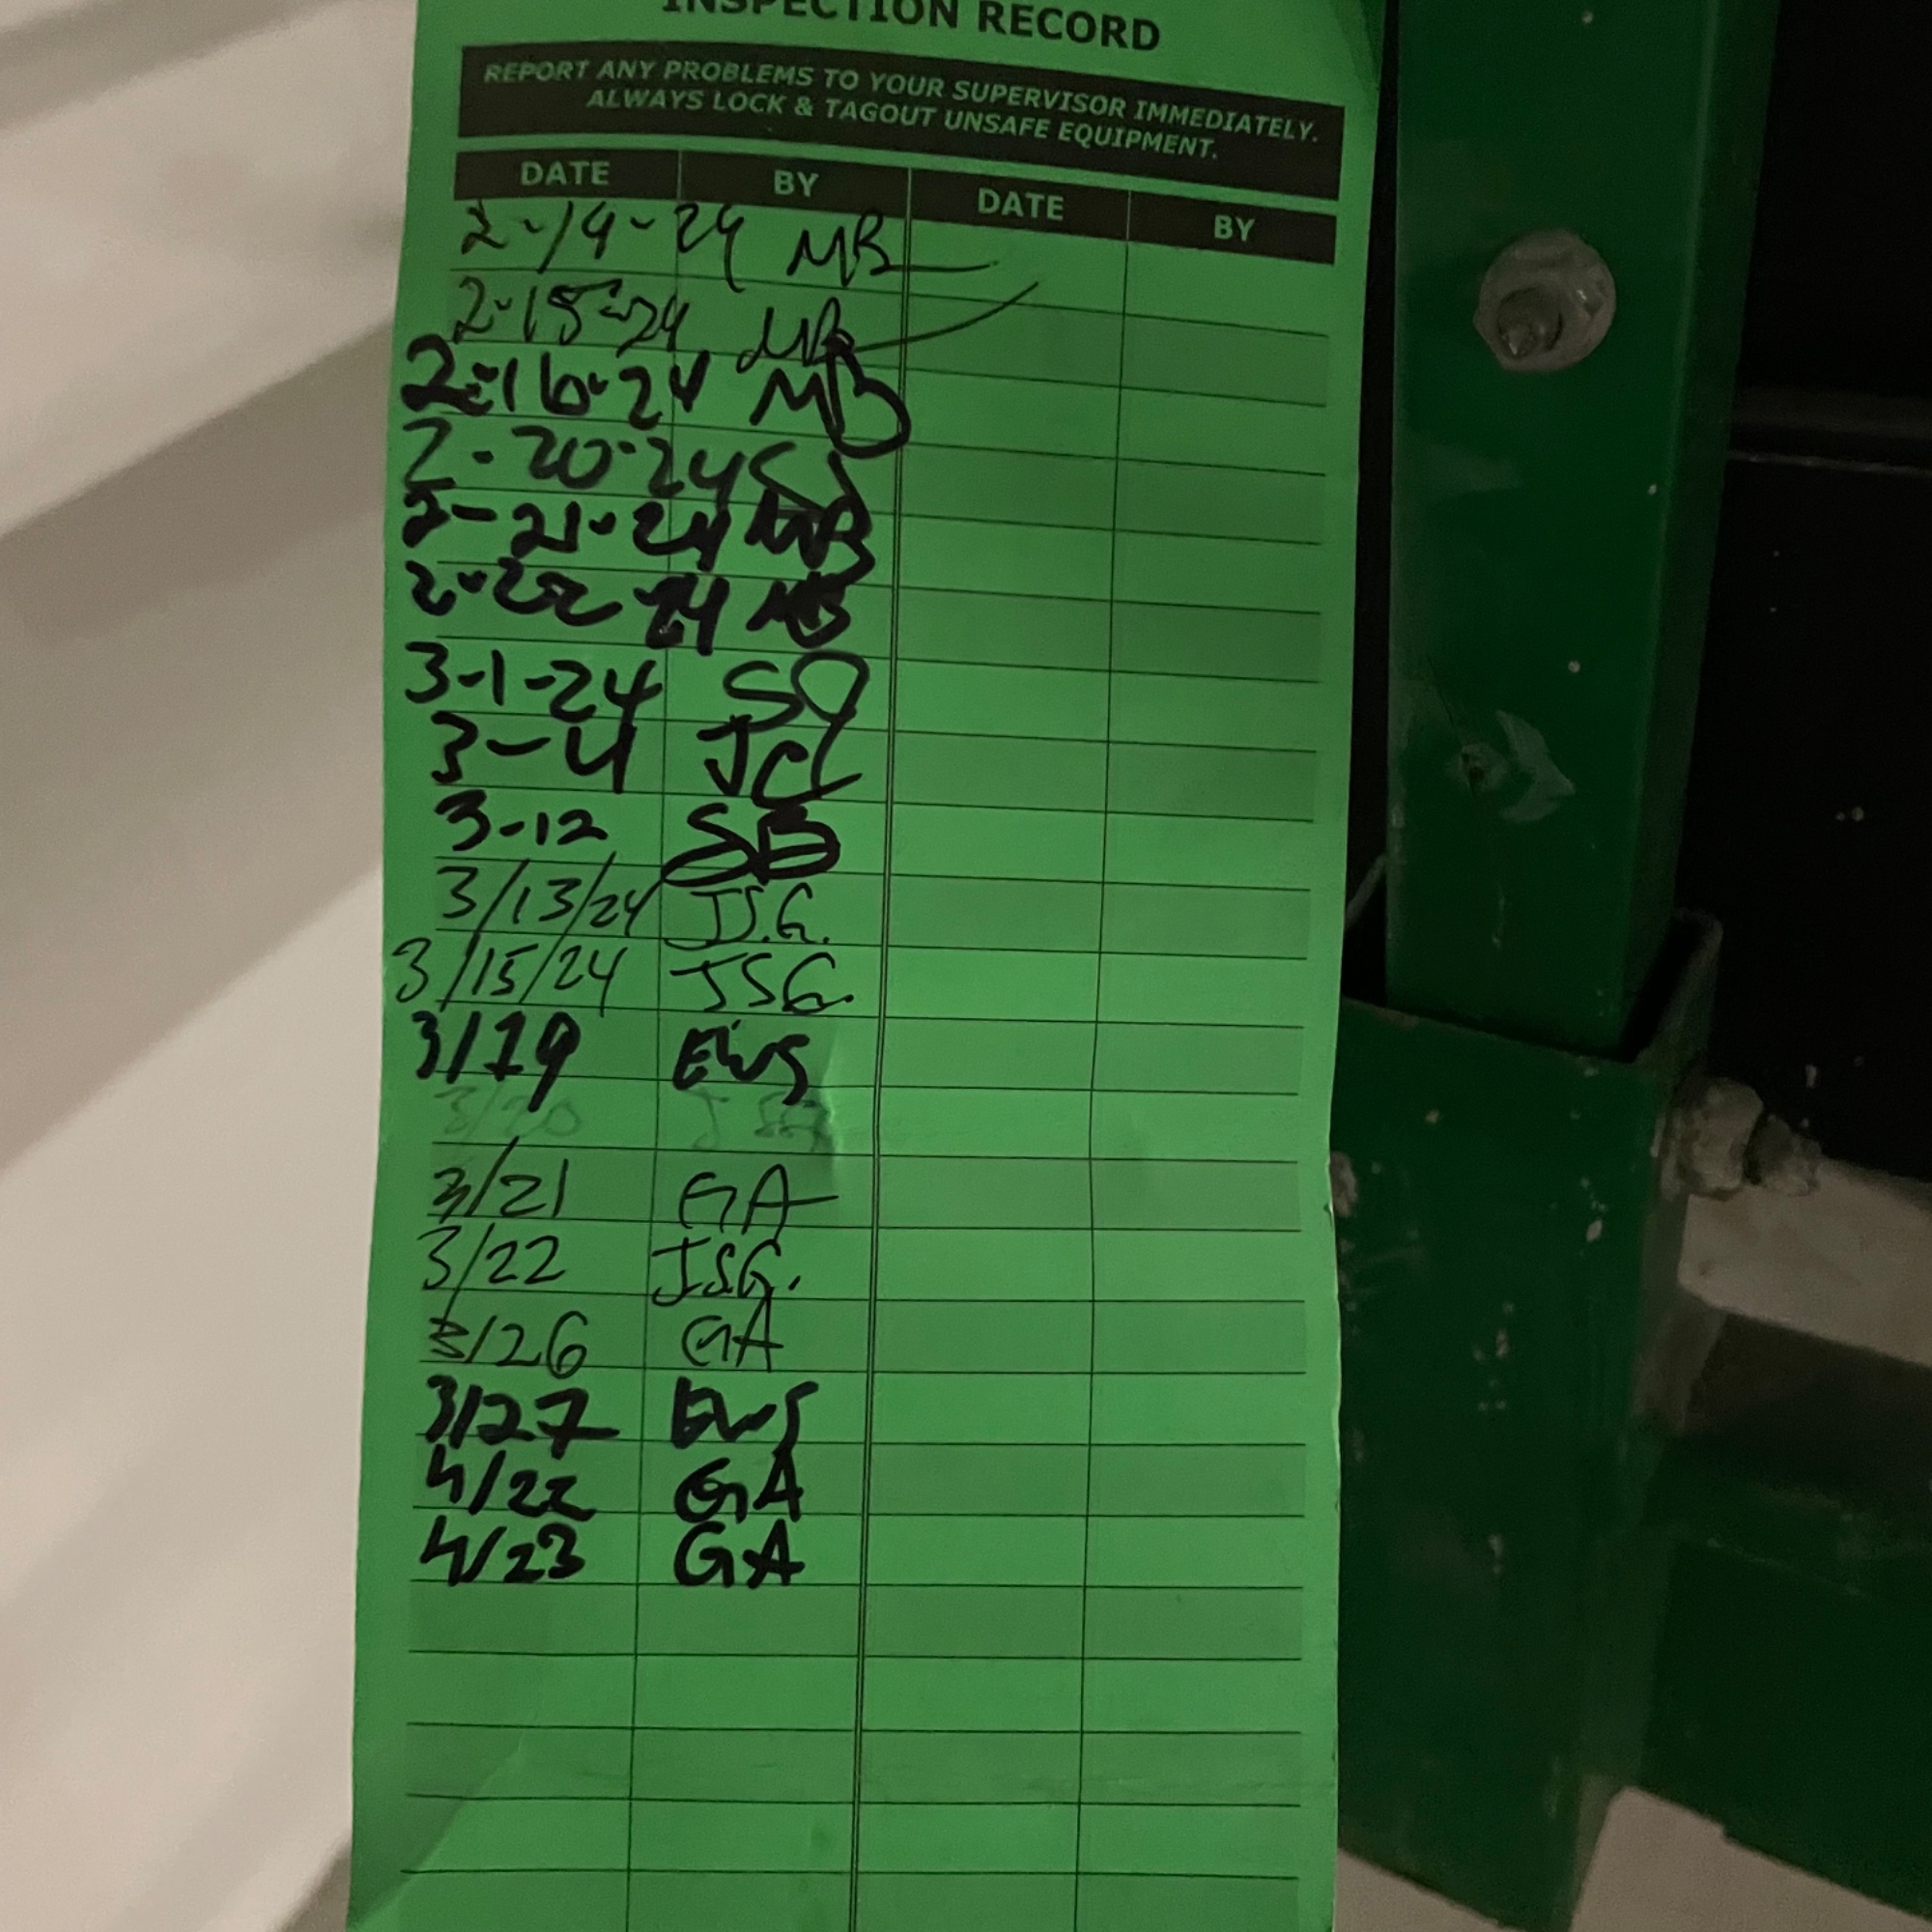 INSPECTION RECORD
REPORT ANY PROBLEMS TO YOUR SUPERVISOR IMMEDIATELY.
ALWAYS LOCK & TAGOUT UNSAFE EQUIPMENT.
DATE BY DATE BY
2-14-24 MB
2-15-24 MB
2-16-24 MB
2-20-24
2-21-24 MB
2-22-24 MB
3-1-24
3-4
3-12 SB
3/13/24 J.S.G.
3/15/24 JSG.
3/19 EWS
3/20
3/21 GA
3/22 JSG.
3/26 GA
3/27 EWS
4/22 GA
4/23 GA